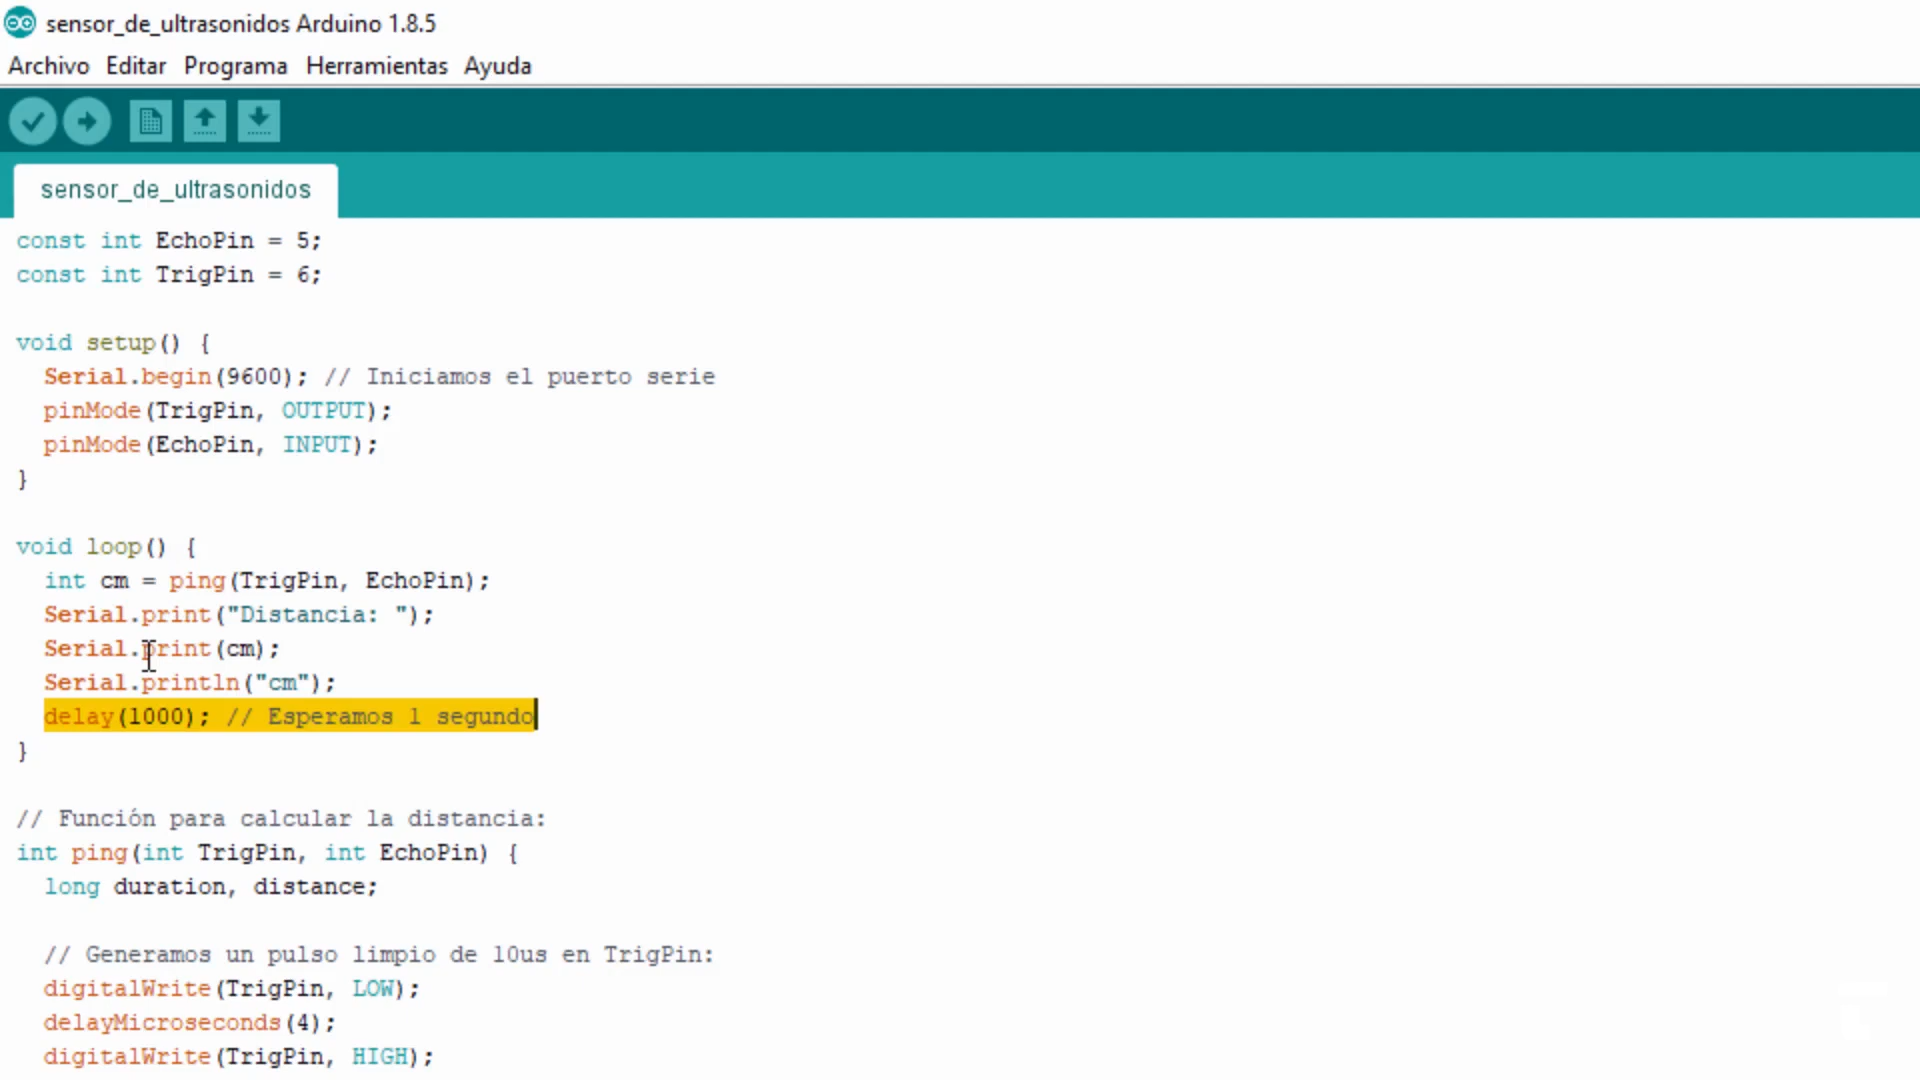 sensor_de_ultrasonidos Arduino 1.8.5
Archivo Editar Programa Herramientas Ayuda
sensor_de_ultrasonidos
const int EchoPin = 5;
const int TrigPin = 6;
void setup() {
  Serial.begin(9600); // Iniciamos el puerto serie
  pinMode(TrigPin, OUTPUT);
  pinMode(EchoPin, INPUT);
}
void loop() {
  int cm = ping(TrigPin, EchoPin);
  Serial.print("Distancia: ");
  Serial.print(cm);
  Serial.println("cm");
  delay(1000); // Esperamos 1 segundo
}
// Función para calcular la distancia:
int ping(int TrigPin, int EchoPin) {
  long duration, distance;
  // Generamos un pulso limpio de 10us en TrigPin:
  digitalWrite(TrigPin, LOW);
  delayMicroseconds(4);
  digitalWrite(TrigPin, HIGH);